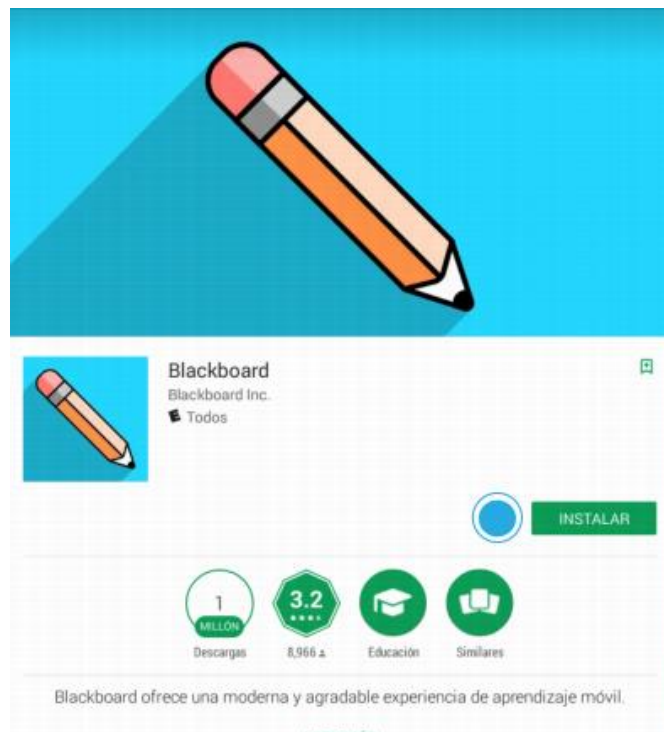 Blackboard
Blackboard Inc.
E Todos
INSTALAR
1
MILLÓN
3.2
Descargas
8,966
Educación
Similares
Blackboard ofrece una moderna y agradable experiencia de aprendizaje móvil.